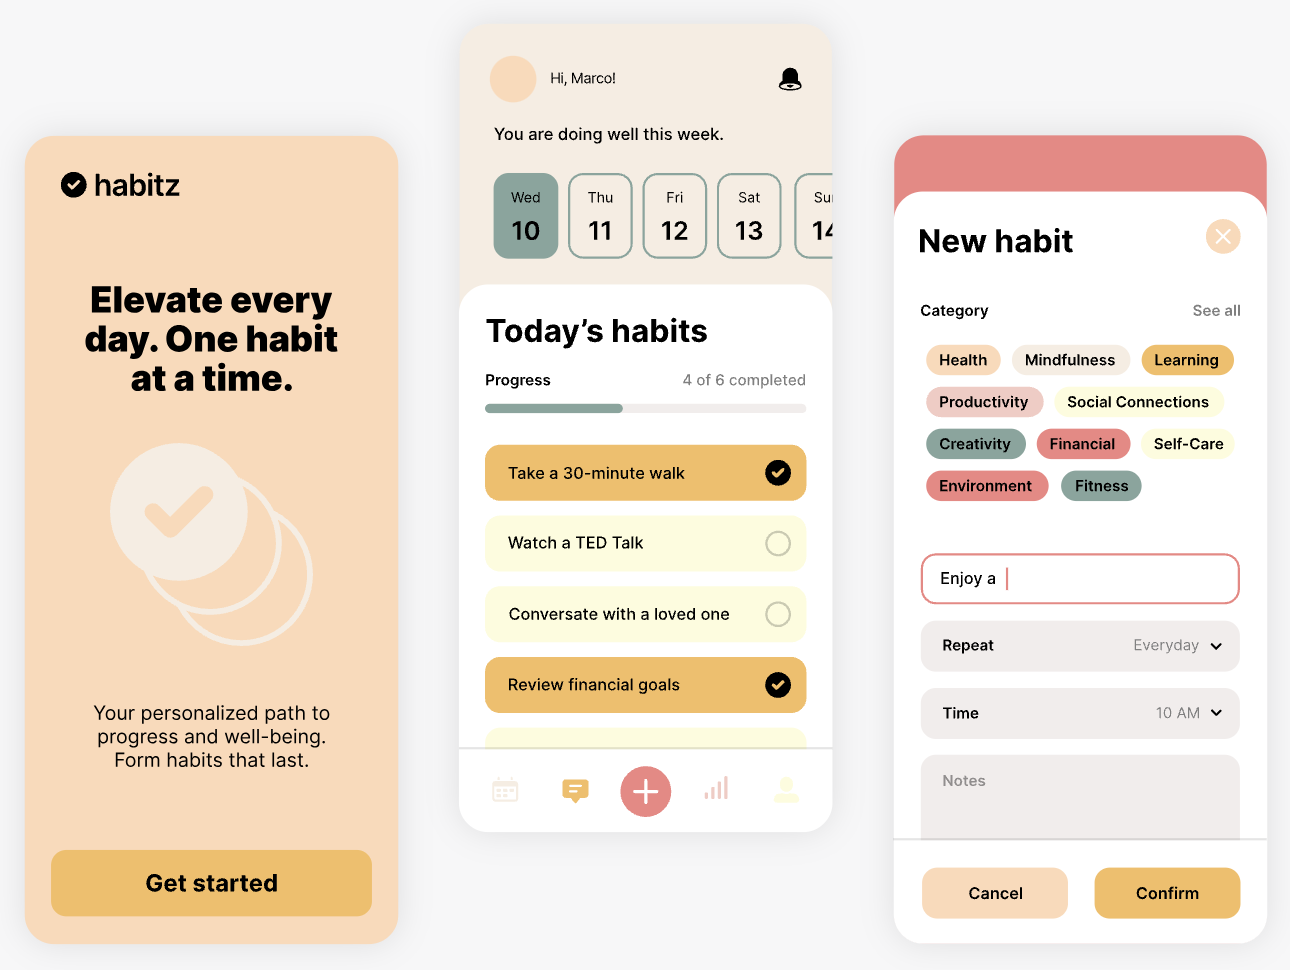 habitz
Elevate every
day. One habit
at a time.
Your personalized path to
progress and well-being.
Form habits that last.
Get started
Hi, Marco!
You are doing well this week.
Wed Thu Fri Sat Sun
10 11 12 13 14
Today’s habits
Progress 4 of 6 completed
Take a 30-minute walk
Watch a TED Talk
Conversate with a loved one
Review financial goals
New habit
Category See all
Health Mindfulness Learning
Productivity Social Connections
Creativity Financial Self-Care
Environment Fitness
Enjoy a
Repeat Everyday
Time 10 AM
Notes
Cancel Confirm